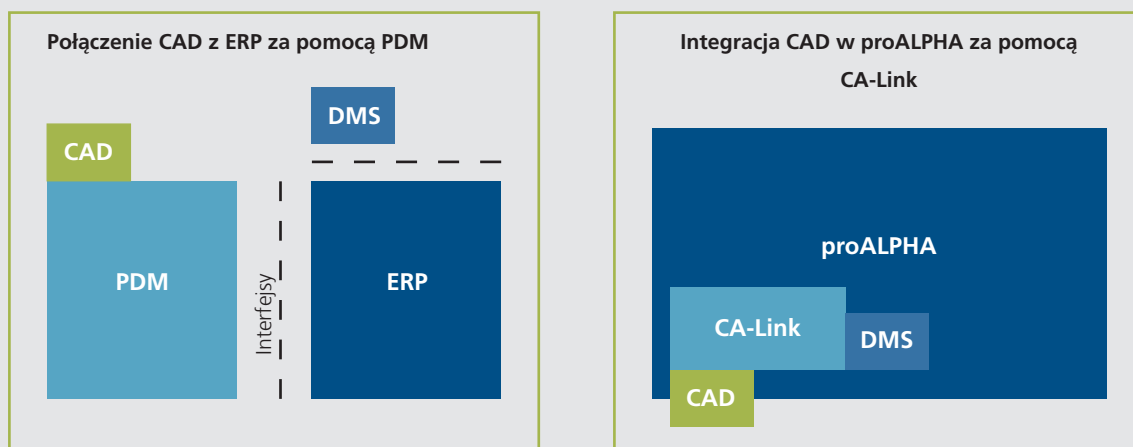 Połączenie CAD z ERP za pomocą PDM
DMS
CAD
PDM
Interfejsy
ERP
Integracja CAD w proALPHA za pomocą
CA-Link
proALPHA
CA-Link
DMS
CAD